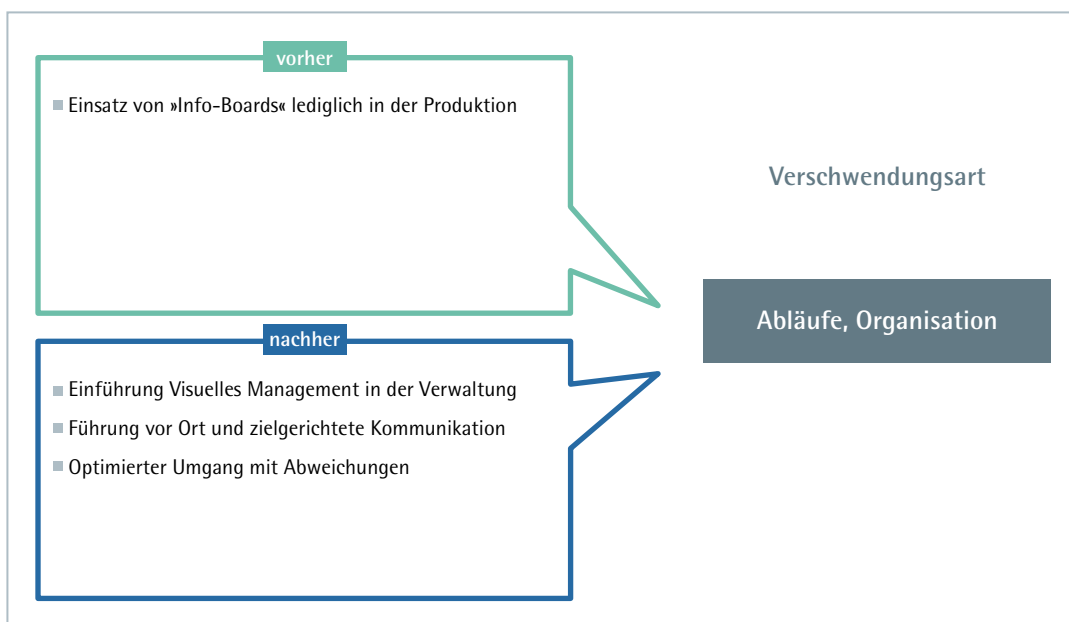 vorher
Einsatz von »Info-Boards« lediglich in der Produktion
Verschwendungsart
Abläufe, Organisation
nachher
Einführung Visuelles Management in der Verwaltung
Führung vor Ort und zielgerichtete Kommunikation
Optimierter Umgang mit Abweichungen